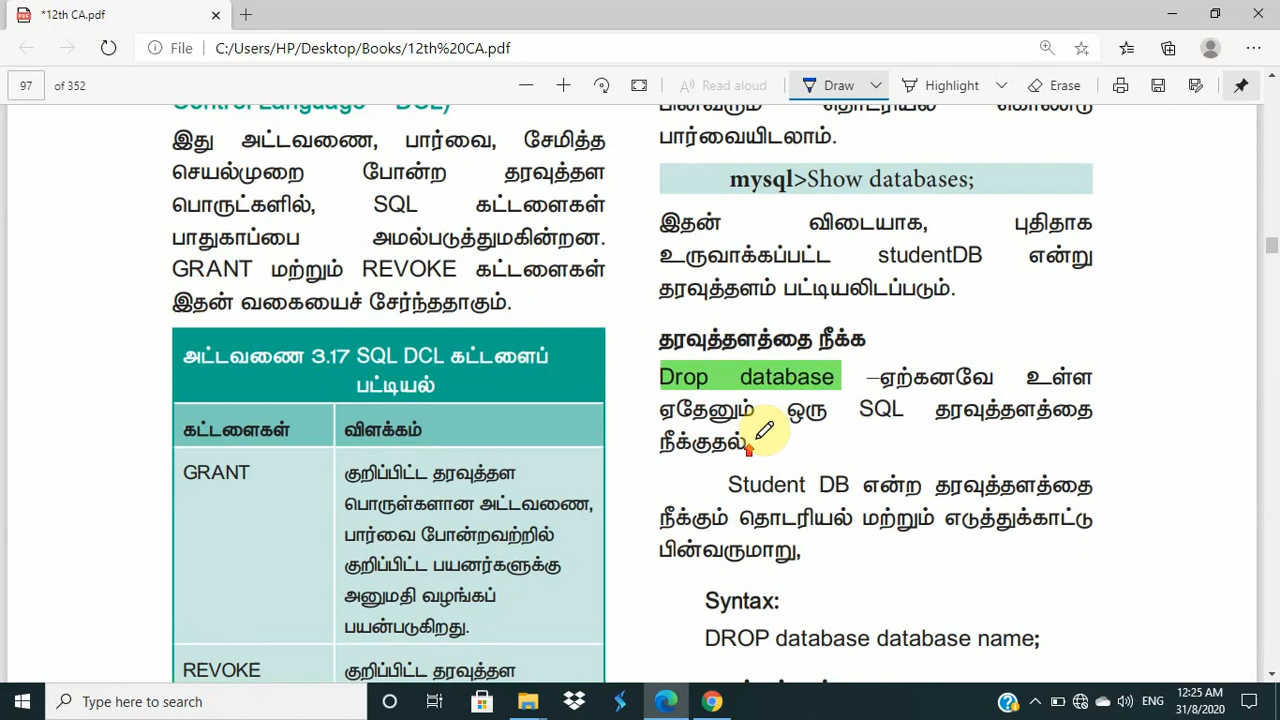 *12th CA.pdf
File
C:/Users/HP/Desktop/Books/12th%20CA.pdf
97 of 352
Read aloud
Draw
Highlight
Erase
Control Language – DCL)
இது அட்டவணை, பார்வை, சேமித்த
செயல்முறை போன்ற தரவுத்தள
பொருட்களில், SQL கட்டளைகள்
பாதுகாப்பை அமல்படுத்துமகின்றன.
GRANT மற்றும் REVOKE கட்டளைகள்
இதன் வகையைச் சேர்ந்ததாகும்.
அட்டவணை 3.17 SQL DCL கட்டளைப்
பட்டியல்
கட்டளைகள் விளக்கம்
GRANT குறிப்பிட்ட தரவுத்தள
பொருள்களான அட்டவணை,
பார்வை போன்றவற்றில்
குறிப்பிட்ட பயனர்களுக்கு
அனுமதி வழங்கப்
பயன்படுகிறது.
REVOKE குறிப்பிட்ட தரவுத்தள
பின்வரும் தொடரியல் கொண்டு
பார்வையிடலாம்.
mysql>Show databases;
இதன் விடையாக, புதிதாக
உருவாக்கப்பட்ட studentDB என்று
தரவுத்தளம் பட்டியலிடப்படும்.
தரவுத்தளத்தை நீக்க
Drop database –ஏற்கனவே உள்ள
ஏதேனும் ஒரு SQL தரவுத்தளத்தை
நீக்குதல்
Student DB என்ற தரவுத்தளத்தை
நீக்கும் தொடரியல் மற்றும் எடுத்துக்காட்டு
பின்வருமாறு,
Syntax:
DROP database database name;
Type here to search
ENG
12:25 AM
31/8/2020